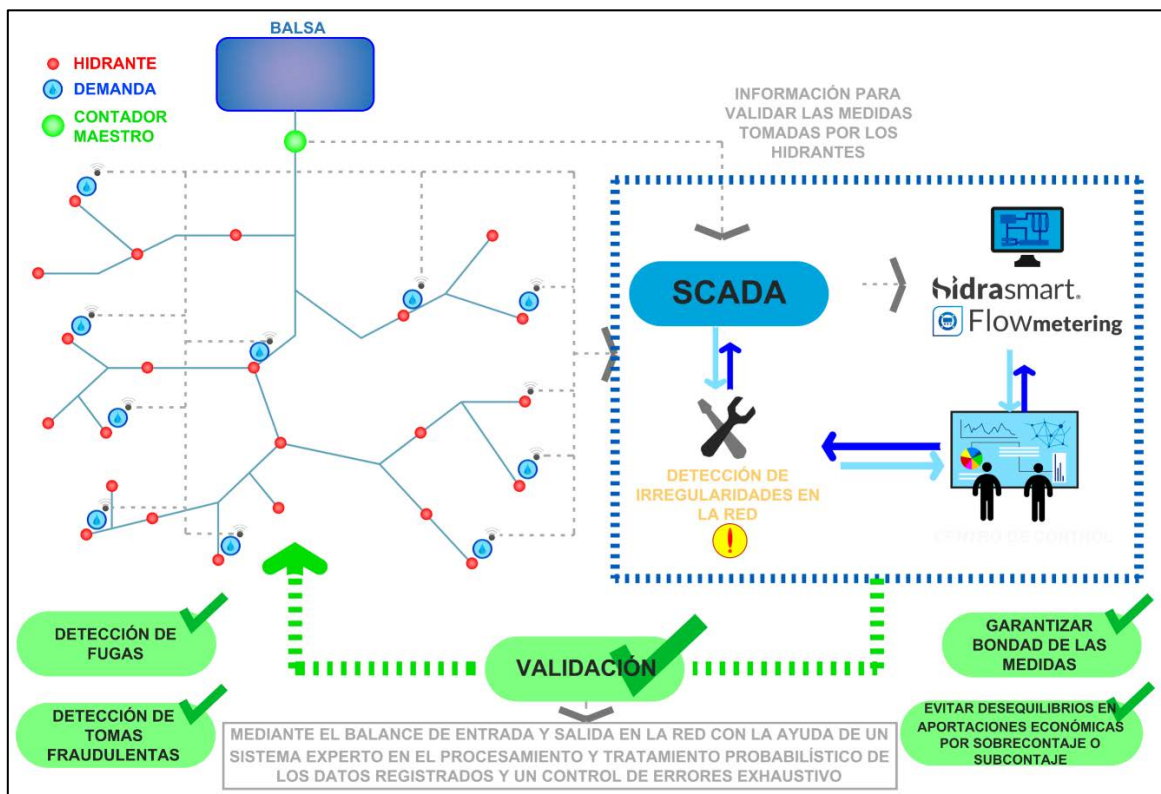 BALSA
HIDRANTE
DEMANDA
CONTADOR
MAESTRO
INFORMACIÓN PARA
VALIDAR LAS MEDIDAS
TOMADAS POR LOS
HIDRANTES
SCADA
hidrasmart®
Flowmetering
DETECCIÓN DE
IRREGULARIDADES EN
LA RED
CENTRO DE CONTROL
DETECCIÓN DE
FUGAS
DETECCIÓN DE
TOMAS
FRAUDULENTAS
VALIDACIÓN
MEDIANTE EL BALANCE DE ENTRADA Y SALIDA EN LA RED CON LA AYUDA DE UN
SISTEMA EXPERTO EN EL PROCESAMIENTO Y TRATAMIENTO PROBABILÍSTICO DE
LOS DATOS REGISTRADOS Y UN CONTROL DE ERRORES EXHAUSTIVO
GARANTIZAR
BONDAD DE LAS
MEDIDAS
EVITAR DESEQUILIBRIOS EN
APORTACIONES ECONÓMICAS
POR SOBRECONTAJE O
SUBCONTAJE